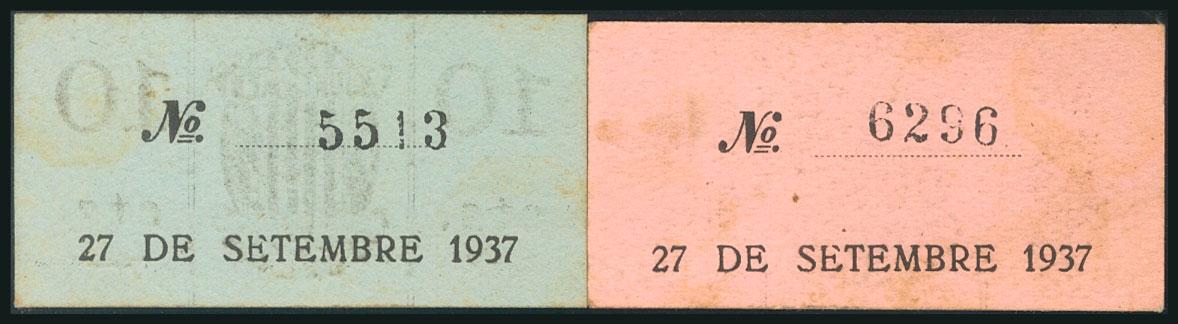 Nº. 5513
27 DE SETEMBRE 1937
Nº. 6296
27 DE SETEMBRE 1937